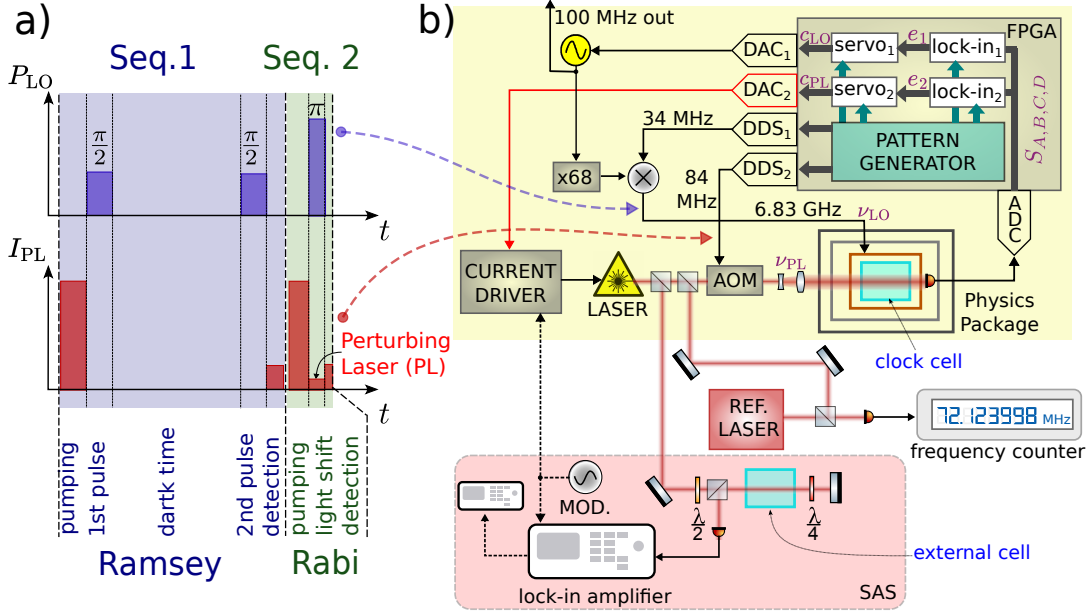 a)
Seq.1
Seq. 2
P_LO
π/2
π/2
π
t
I_PL
Perturbing
Laser (PL)
t
pumping
1st pulse
dartk time
2nd pulse
detection
pumping
light shift
detection
Ramsey
Rabi
b)
100 MHz out
FPGA
DAC1
c_LO
servo1
e1
lock-in1
DAC2
c_PL
servo2
e2
lock-in2
S_A,B,C,D
34 MHz
DDS1
PATTERN
GENERATOR
DDS2
x68
84
MHz
6.83 GHz
ν_LO
ADC
CURRENT
DRIVER
LASER
AOM
ν_PL
Physics
Package
clock cell
REF.
LASER
72.123998 MHz
frequency counter
MOD.
λ/2
λ/4
external cell
lock-in amplifier
SAS